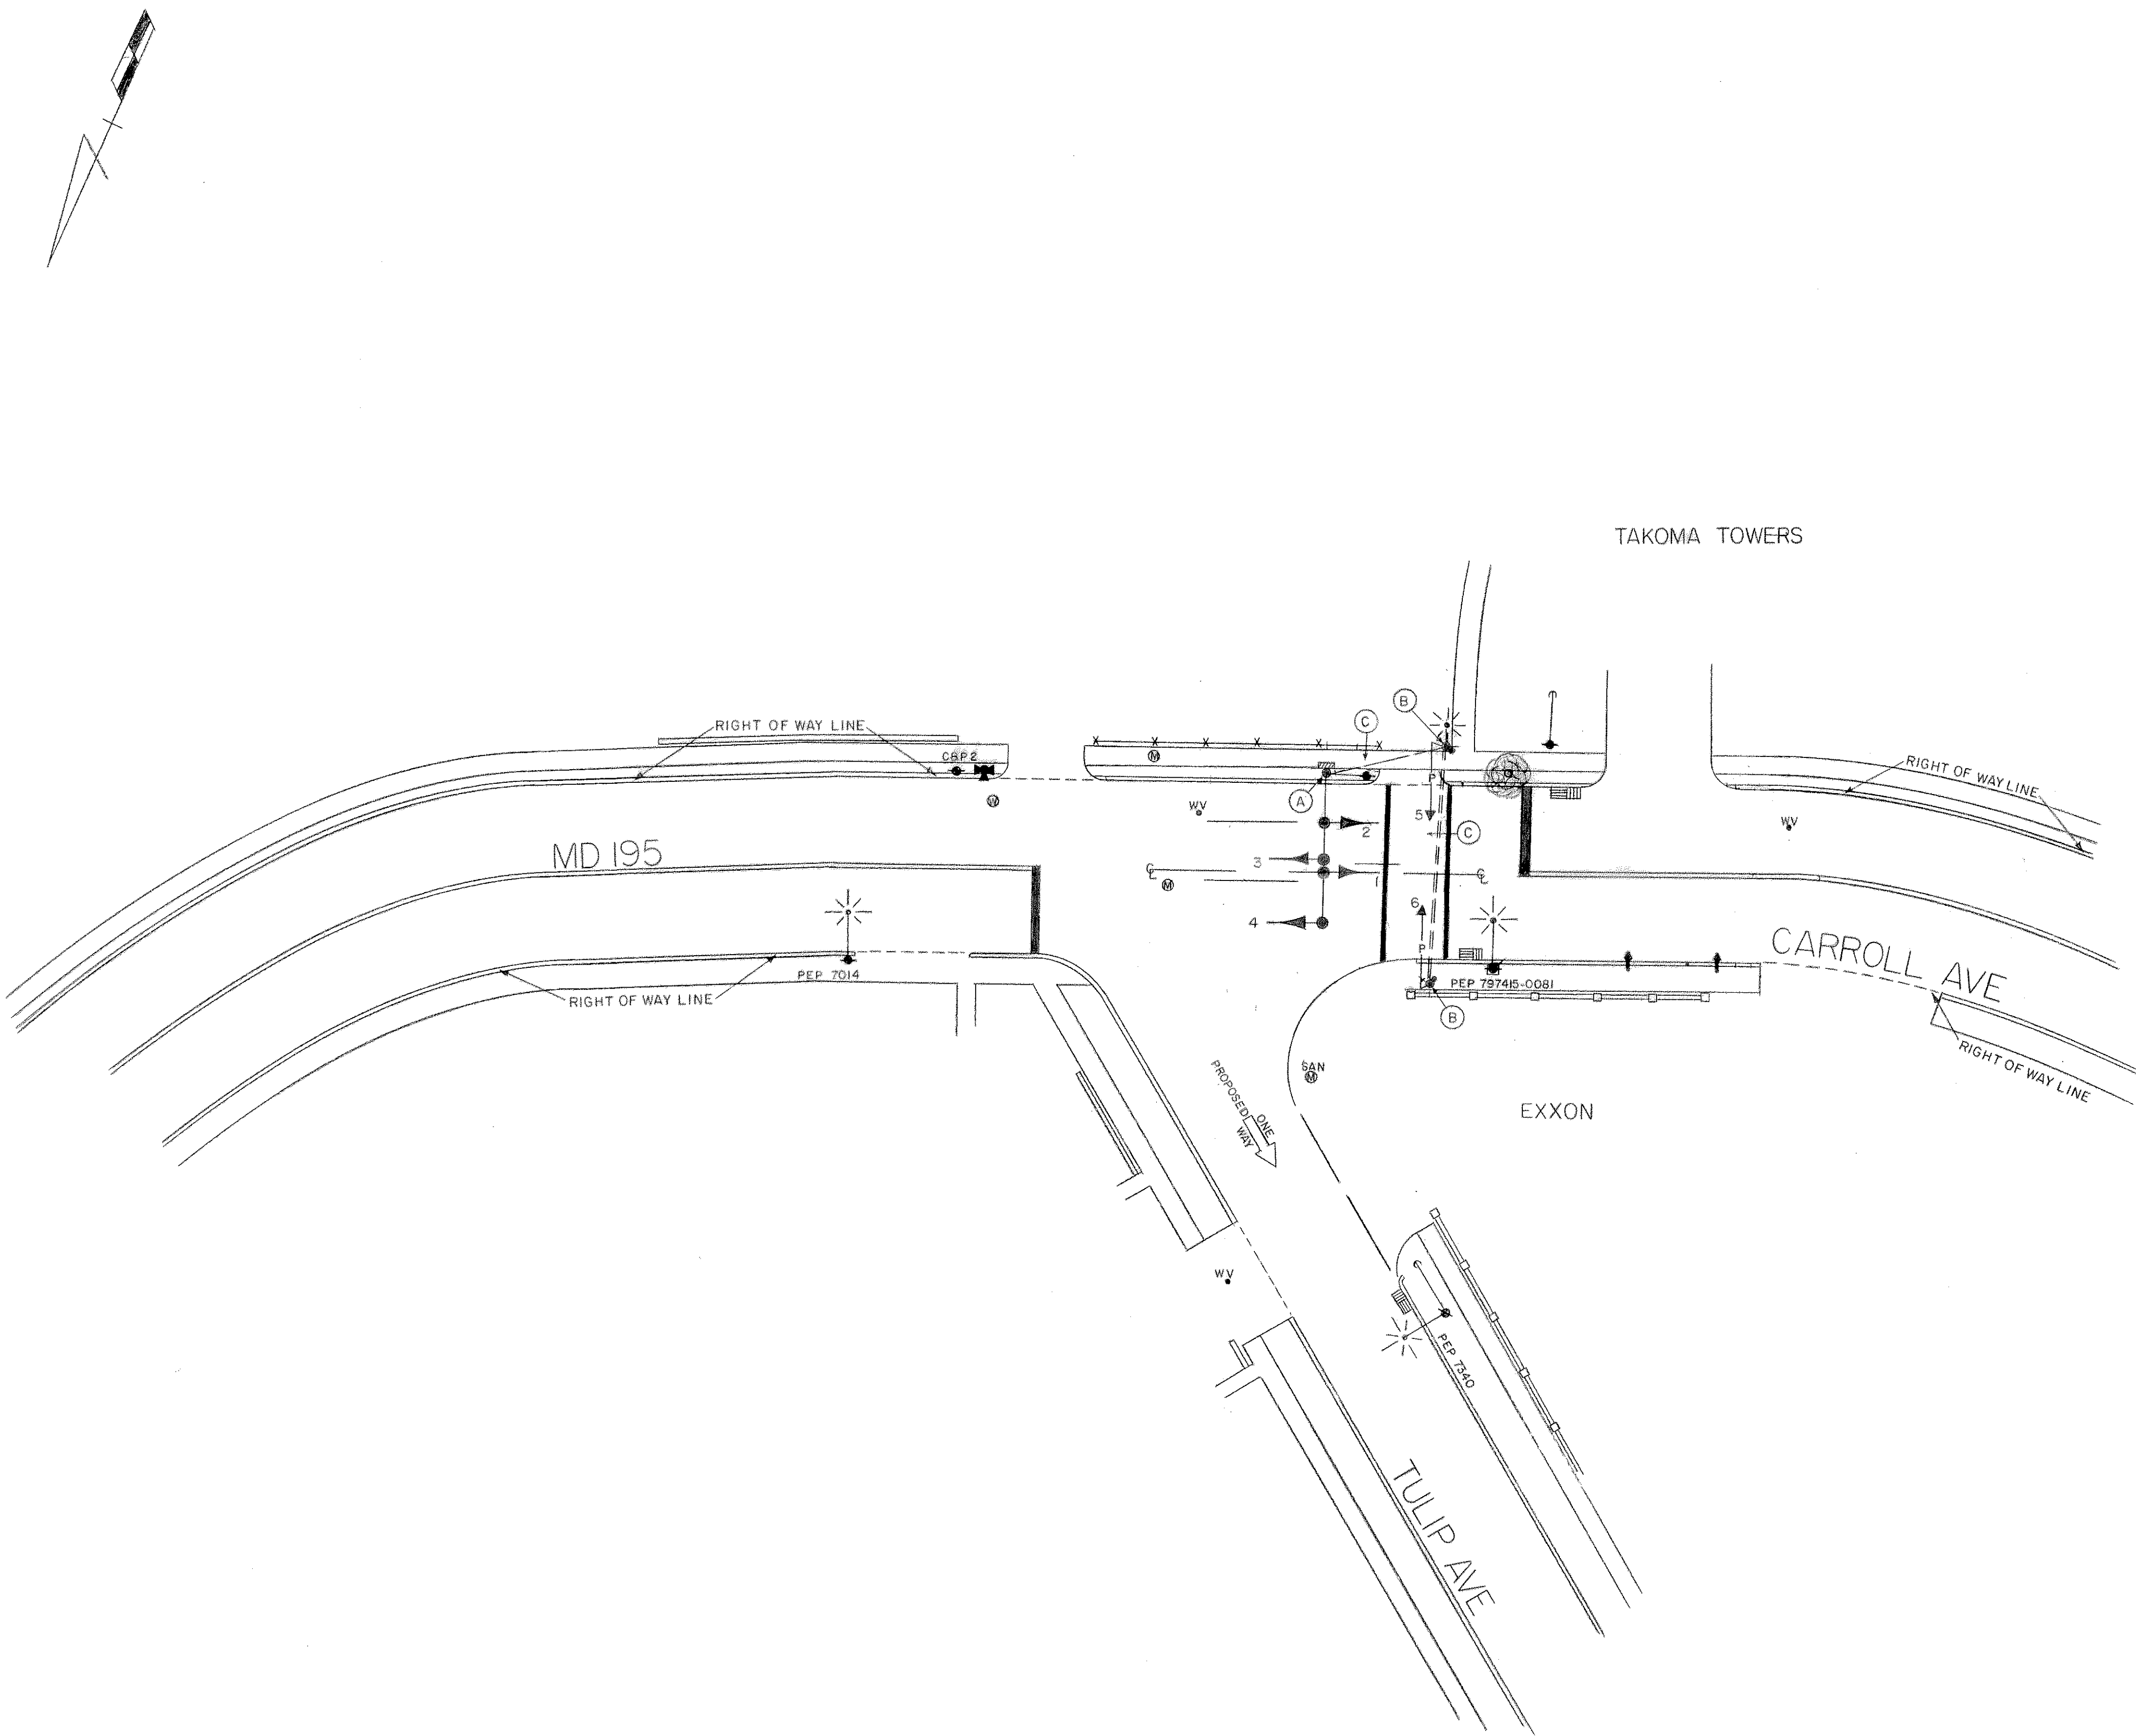 TAKOMA TOWERS
B
C
RIGHT OF WAY LINE
C&P 2
M
P
RIGHT OF WAY LINE
A
W
WV
5
2
C
WV
MD 195
3
℄
M
1
℄
6
4
P
CARROLL AVE
PEP 7014
RIGHT OF WAY LINE
PEP 797415-0081
B
RIGHT OF WAY LINE
SAN
M
PROPOSED
ONE
WAY
EXXON
WV
PEP 7340
TULIP AVE